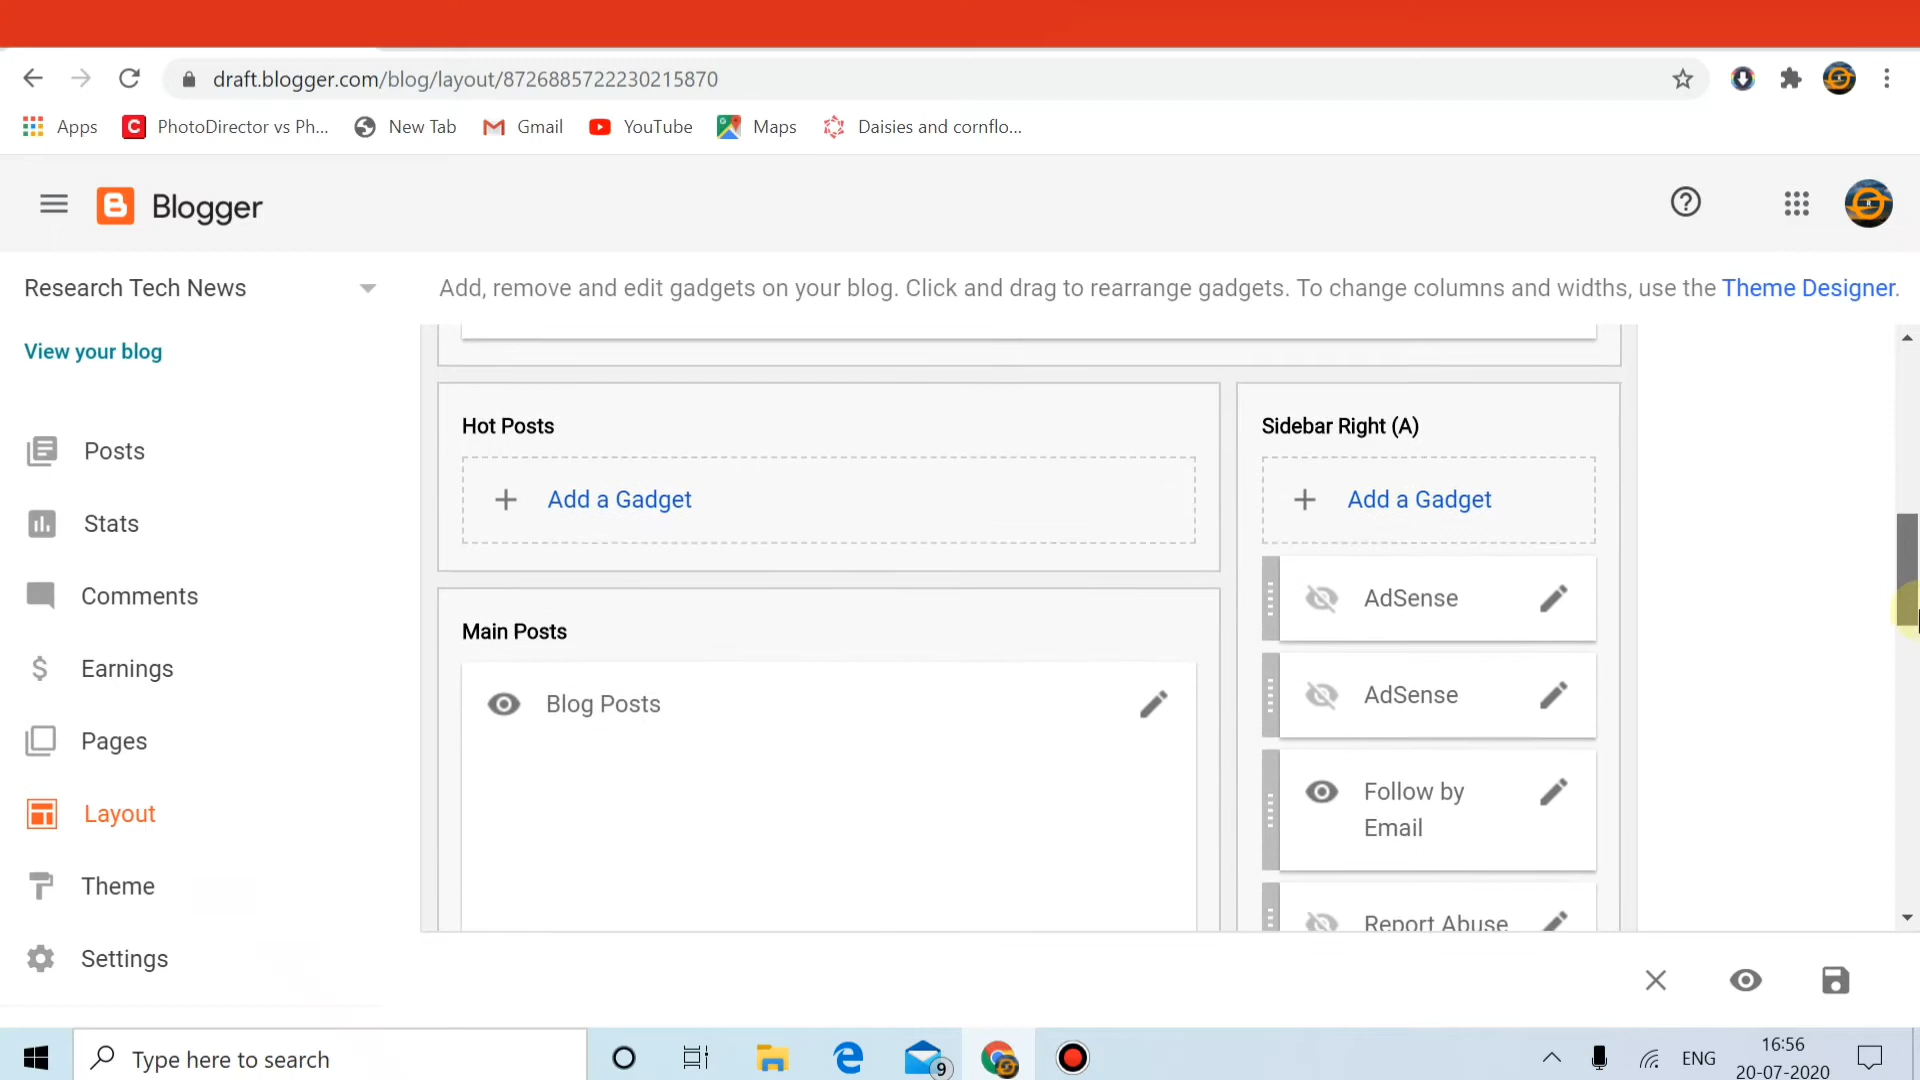 draft.blogger.com/blog/layout/8726885722230215870
Apps
PhotoDirector vs Ph...
New Tab
Gmail
YouTube
Maps
Daisies and cornflo...
Blogger
Research Tech News
Add, remove and edit gadgets on your blog. Click and drag to rearrange gadgets. To change columns and widths, use the Theme Designer.
View your blog
Posts
Stats
Comments
Earnings
Pages
Layout
Theme
Settings
Hot Posts
Add a Gadget
Main Posts
Blog Posts
Sidebar Right (A)
Add a Gadget
AdSense
AdSense
Follow by
Email
Report Abuse
Type here to search
9
ENG
16:56
20-07-2020